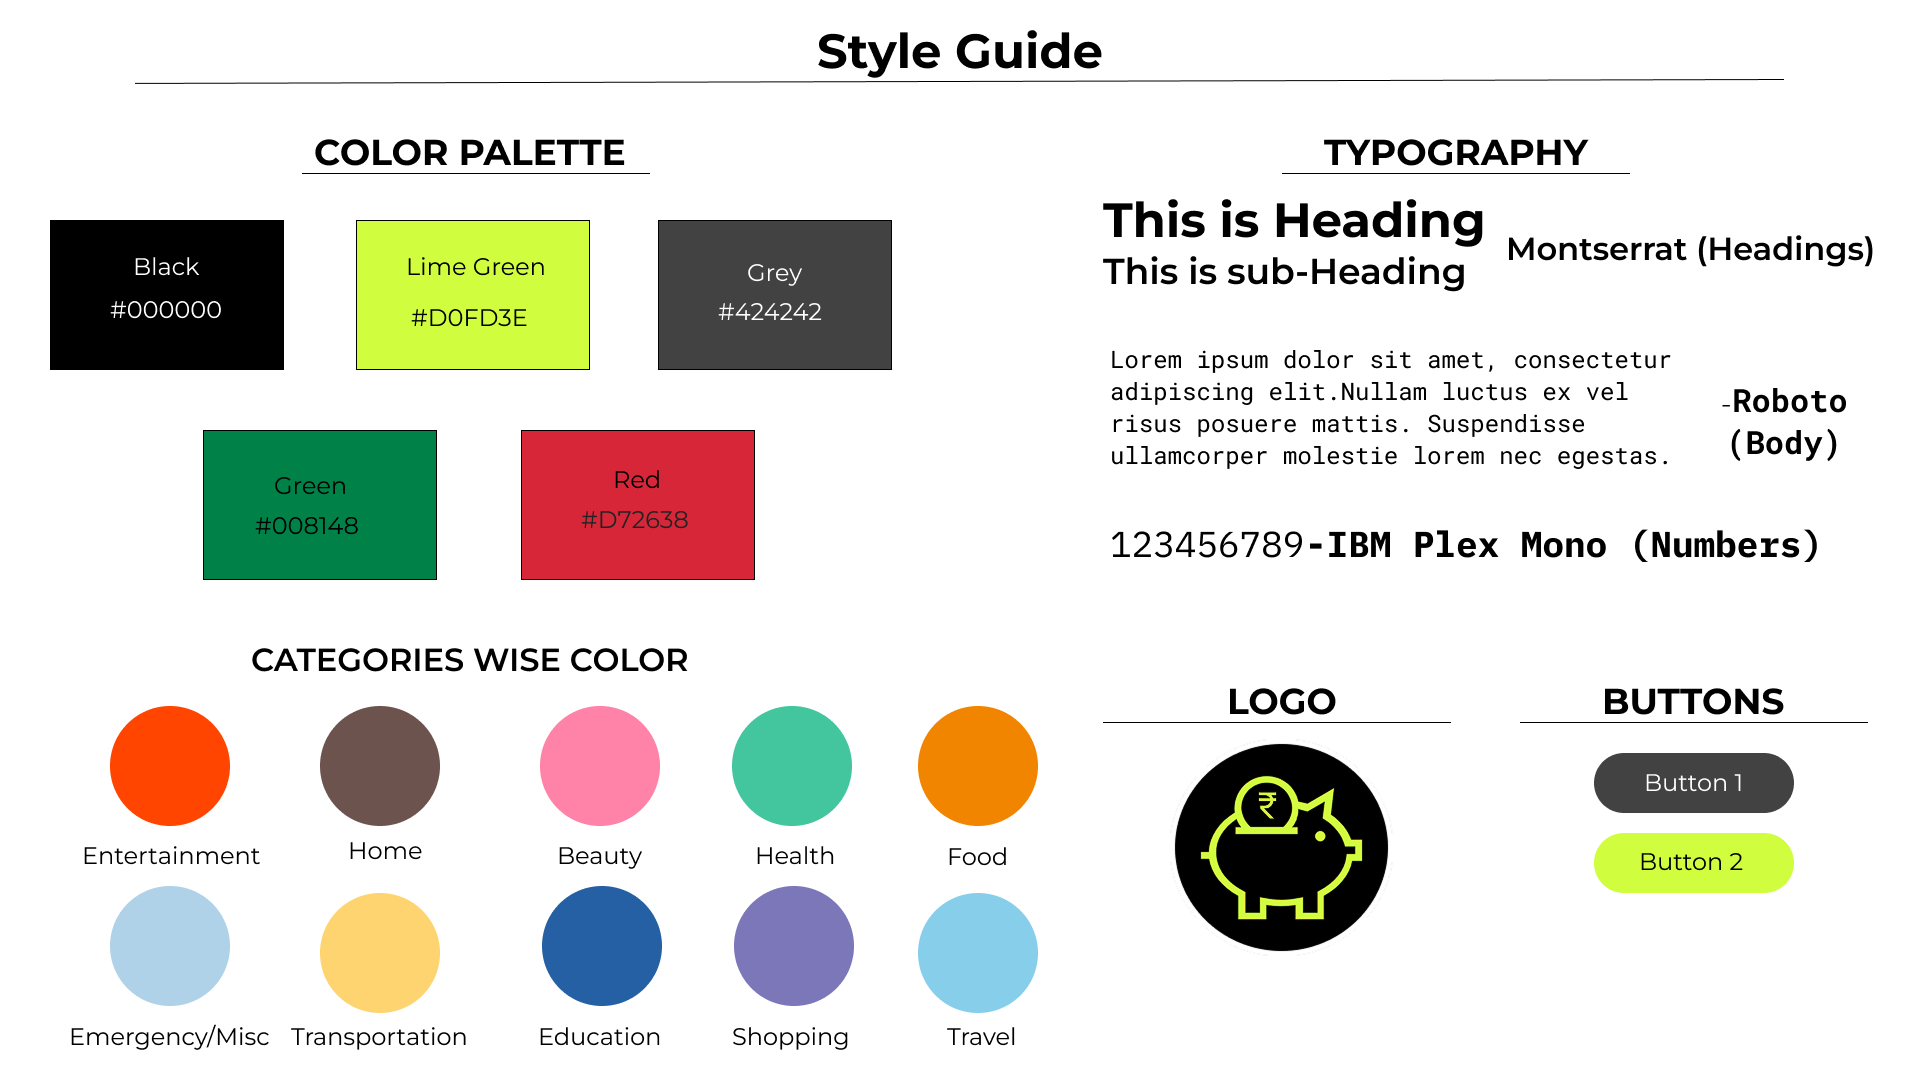 Style Guide
COLOR PALETTE
Black
#000000
Lime Green
#D0FD3E
Grey
#424242
Green
#008148
Red
#D72638
CATEGORIES WISE COLOR
Entertainment
Home
Beauty
Health
Food
Emergency/Misc
Transportation
Education
Shopping
Travel
TYPOGRAPHY
This is Heading
This is sub-Heading
Montserrat (Headings)
Lorem ipsum dolor sit amet, consectetur
adipiscing elit.Nullam luctus ex vel
risus posuere mattis. Suspendisse
ullamcorper molestie lorem nec egestas.
-Roboto
(Body)
123456789-IBM Plex Mono (Numbers)
LOGO
₹
BUTTONS
Button 1
Button 2